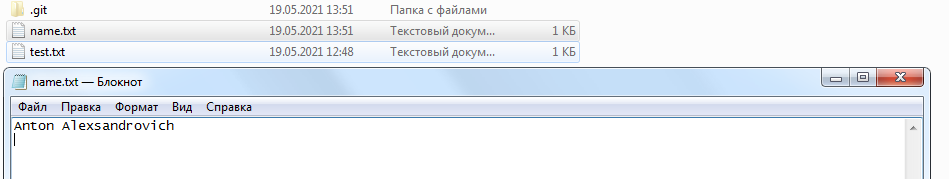 .git 19.05.2021 13:51 Папка с файлами
name.txt 19.05.2021 13:51 Текстовый докум... 1 КБ
test.txt 19.05.2021 12:48 Текстовый докум... 1 КБ
name.txt — Блокнот
Файл Правка Формат Вид Справка
Anton Alexsandrovich